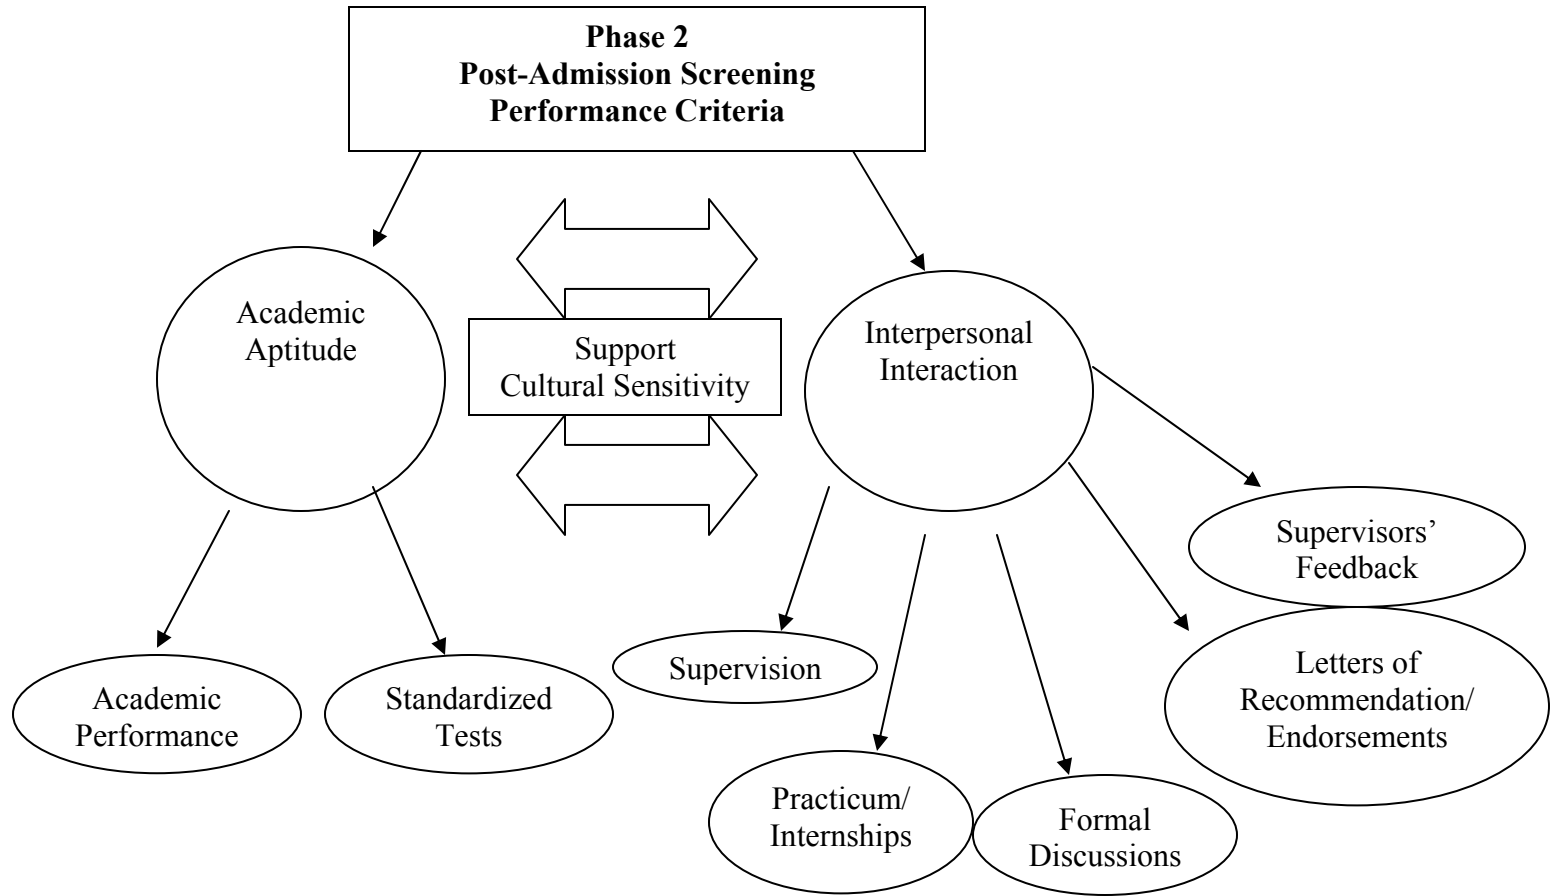 Phase 2
Post-Admission Screening
Performance Criteria
Academic
Aptitude
Support
Cultural Sensitivity
Interpersonal
Interaction
Supervisors’
Feedback
Academic
Performance
Standardized
Tests
Supervision
Letters of
Recommendation/
Endorsements
Practicum/
Internships
Formal
Discussions